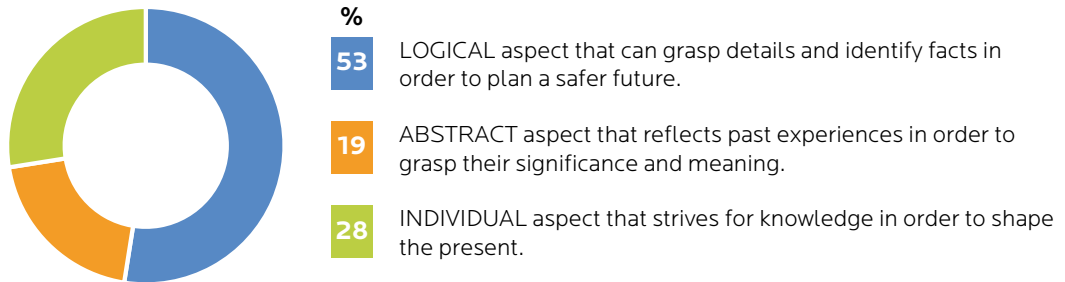 %
53 LOGICAL aspect that can grasp details and identify facts in
order to plan a safer future.
19 ABSTRACT aspect that reflects past experiences in order to
grasp their significance and meaning.
28 INDIVIDUAL aspect that strives for knowledge in order to shape
the present.